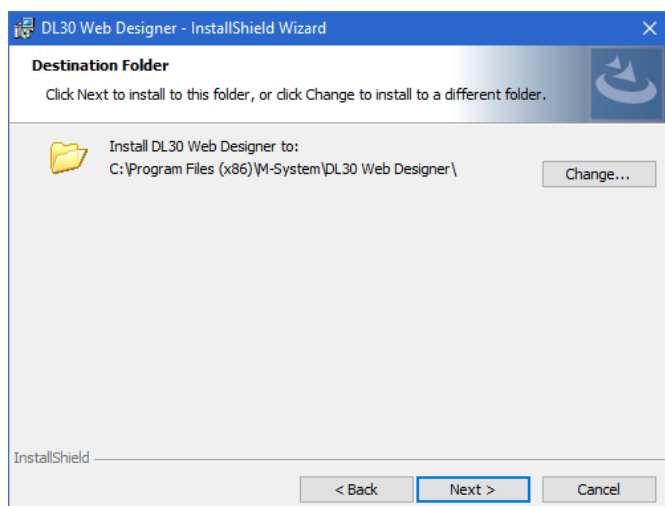 DL30 Web Designer - InstallShield Wizard
Destination Folder
Click Next to install to this folder, or click Change to install to a different folder.
Install DL30 Web Designer to:
C:\Program Files (x86)\M-System\DL30 Web Designer\
Change...
InstallShield
< Back
Next >
Cancel